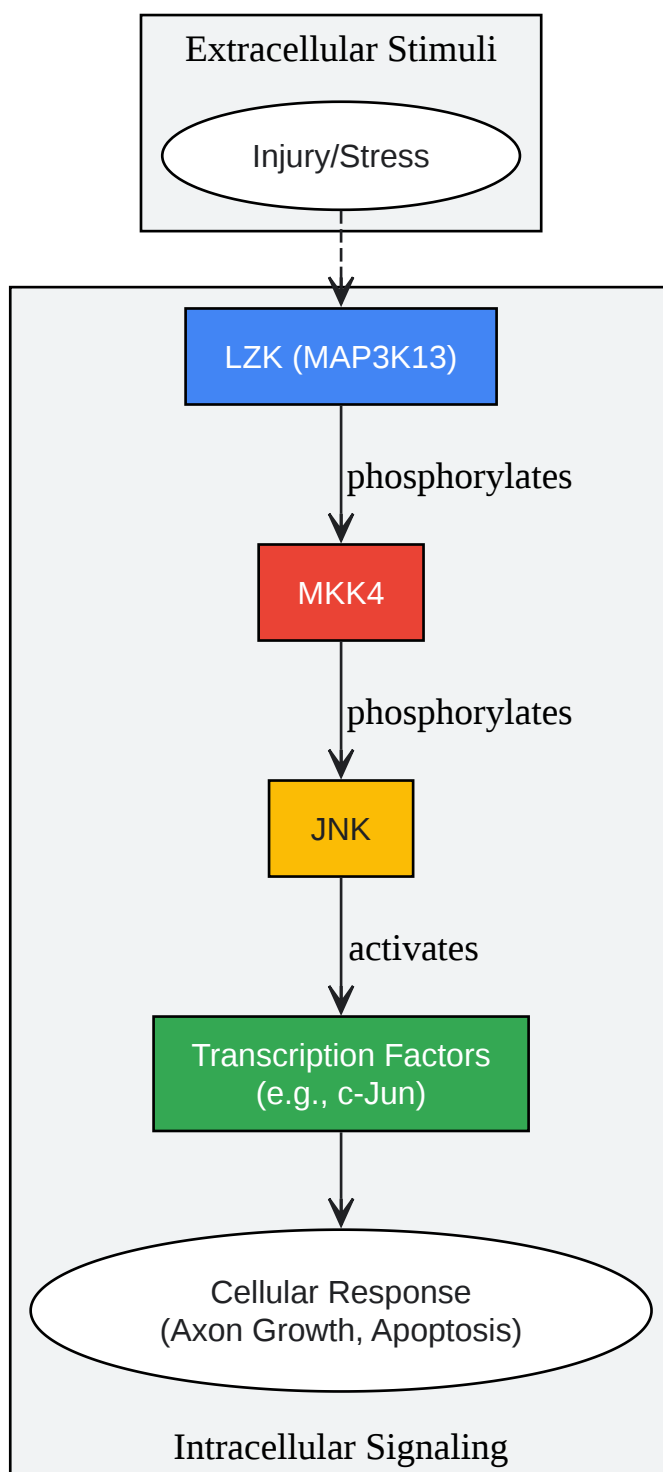 Extracellular Stimuli
Injury/Stress
LZK (MAP3K13)
phosphorylates
MKK4
phosphorylates
JNK
activates
Transcription Factors
(e.g., c-Jun)
Cellular Response
(Axon Growth, Apoptosis)
Intracellular Signaling